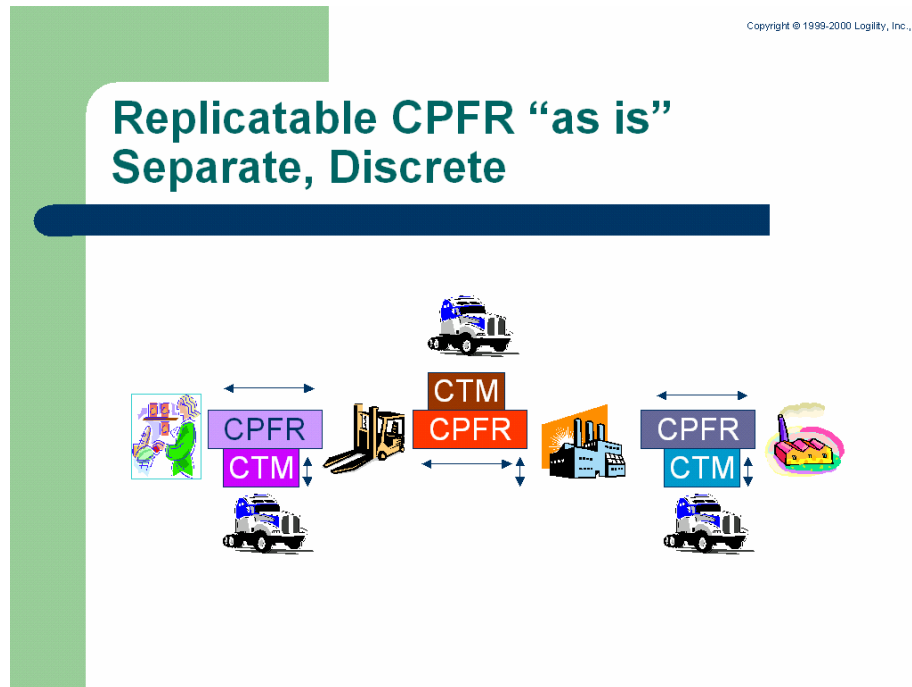 Copyright © 1999-2000 Logility, Inc.,
Replicatable CPFR “as is”
Separate, Discrete
CTM
CPFR
CPFR
CPFR
CTM
CTM